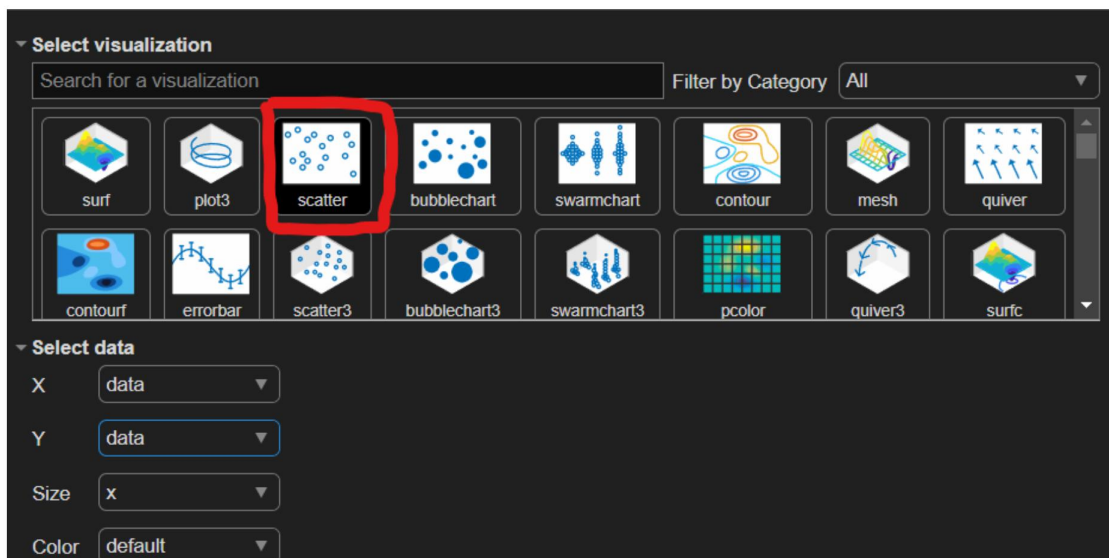 Select visualization
Search for a visualization Filter by Category All
surf plot3 scatter bubblechart swarmchart contour mesh quiver
contourf errorbar scatter3 bubblechart3 swarmchart3 pcolor quiver3 surfc
Select data
X data
Y data
Size x
Color default